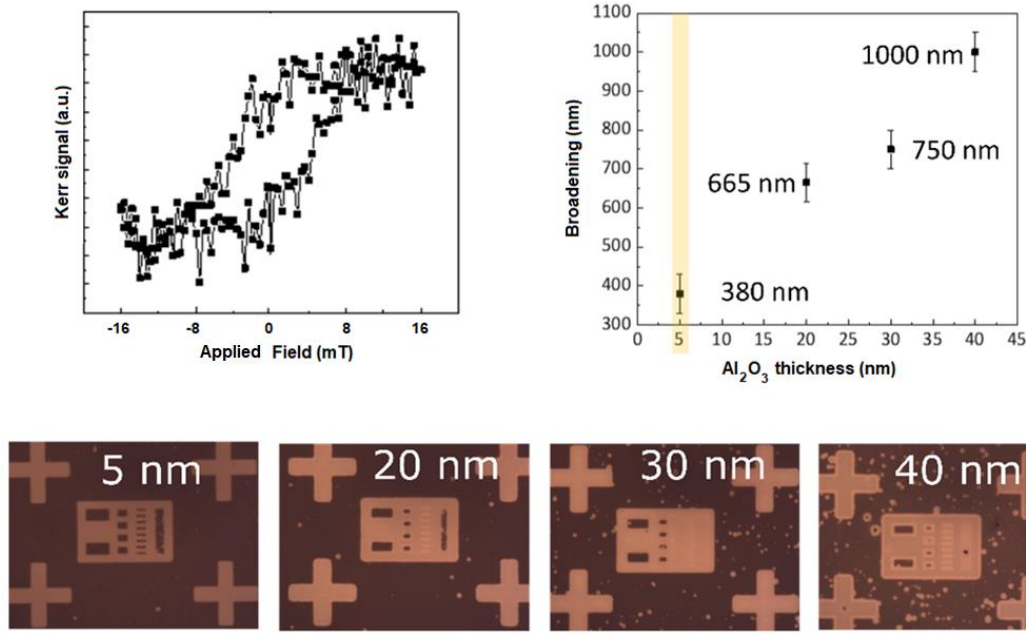 Kerr signal (a.u.)
-16 -8 0 8 16
Applied Field (mT)
Broadening (nm)
1100
1000
900
800
700
600
500
400
300
1000 nm
750 nm
665 nm
380 nm
0 5 10 15 20 25 30 35 40 45
Al₂O₃ thickness (nm)
5 nm 20 nm 30 nm 40 nm